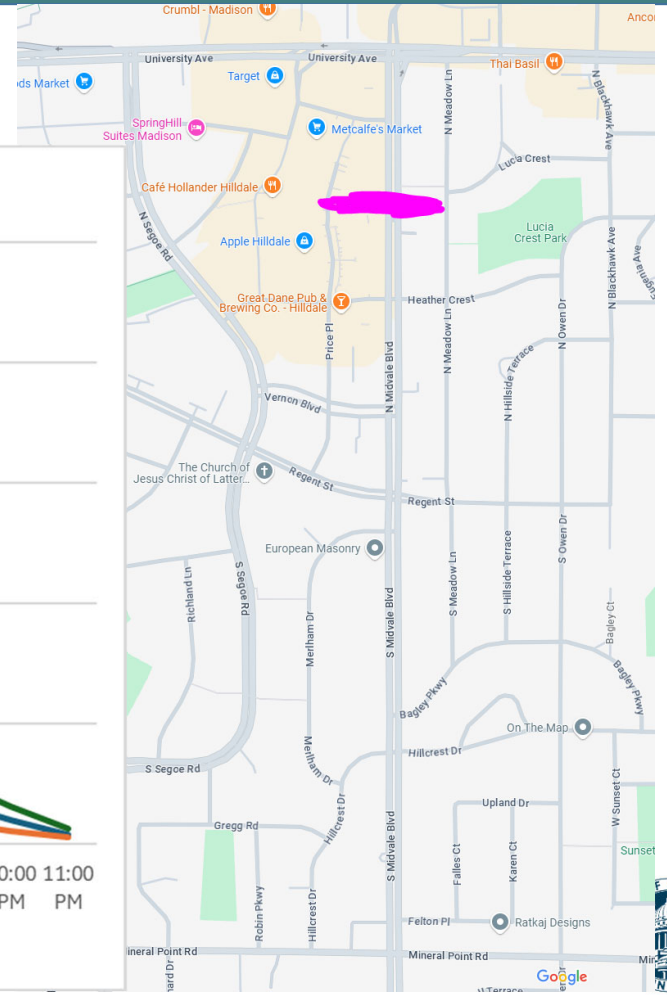 Crumbl - Madison
University Ave
University Ave
Thai Basil
ods Market
Target
N Meadow Ln
N Blackhawk Ave
SpringHill
Suites Madison
Metcalfe's Market
Lucia Crest
Café Hollander Hilldale
N Segoe Rd
Apple Hilldale
Lucia
Crest Park
N Blackhawk Ave
Eugenia Ave
Great Dane Pub &
Brewing Co. - Hilldale
Heather Crest
Price Pl
N Midvale Blvd
N Meadow Ln
N Owen Dr
N Hillside Terrace
Vernon Blvd
The Church of
Jesus Christ of Latter...
Regent St
Regent St
European Masonry
Richland Ln
S Segoe Rd
Merlham Dr
S Midvale Blvd
S Meadow Ln
S Hillside Terrace
S Owen Dr
Bagley Ct
Bagley Pkwy
Bagley Pkwy
On The Map
Merlham Dr
Hillcrest Dr
S Segoe Rd
Upland Dr
W Sunset Ct
Gregg Rd
Hillcrest Dr
S Midvale Blvd
Falles Ct
Karen Ct
Sunset
0:00 11:00
PM PM
Robin Pkwy
Hillcrest Dr
Felton Pl
Ratkaj Designs
ineral Point Rd
Mineral Point Rd
Google